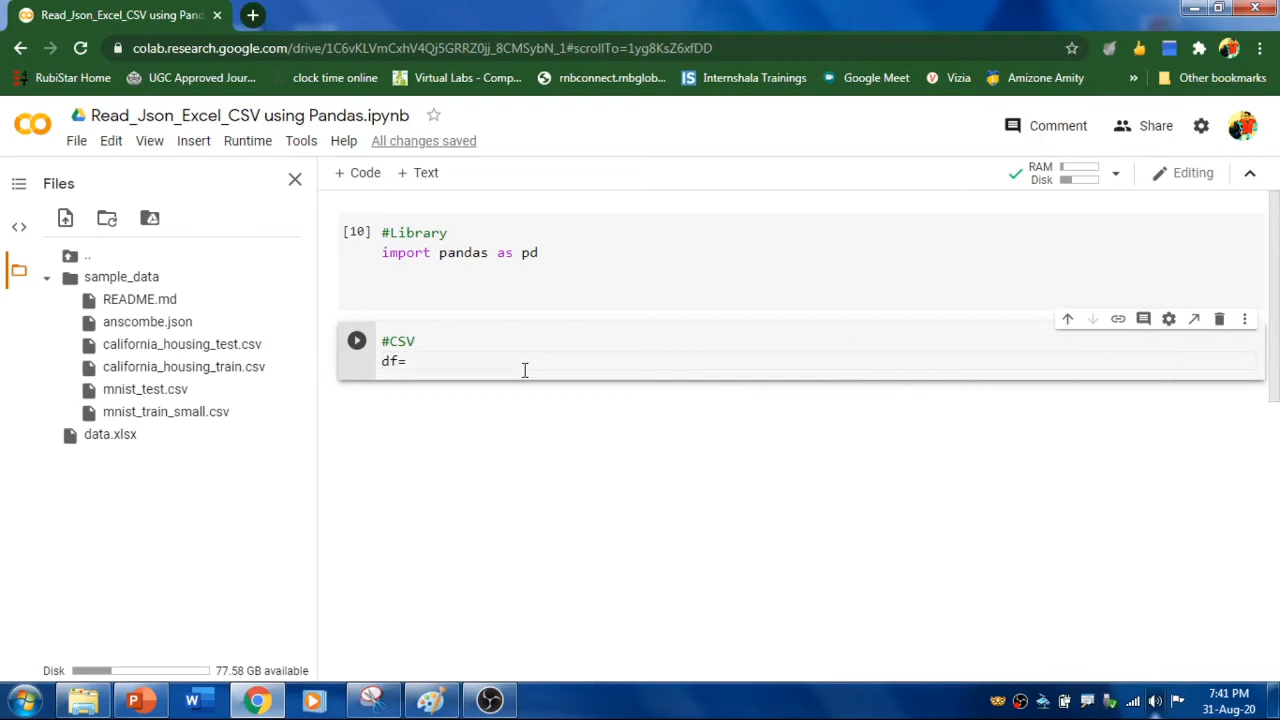 Read_Json_Excel_CSV using Pand
colab.research.google.com/drive/1C6vKLVmCxhV4Qj5GRRZ0jj_8CMSybN_1#scrollTo=1yg8KsZ6xfDD
RubiStar Home
UGC Approved Jour...
clock time online
Virtual Labs - Comp...
rnbconnect.rnbglob...
Internshala Trainings
Google Meet
Vizia
Amizone Amity
»
Other bookmarks
Read_Json_Excel_CSV using Pandas.ipynb
Comment
Share
File Edit View Insert Runtime Tools Help All changes saved
Files
+ Code + Text
RAM
Disk
Editing
..
sample_data
README.md
anscombe.json
california_housing_test.csv
california_housing_train.csv
mnist_test.csv
mnist_train_small.csv
data.xlsx
[10] #Library
import pandas as pd
#CSV
df=
Disk 77.58 GB available
7:41 PM
31-Aug-20